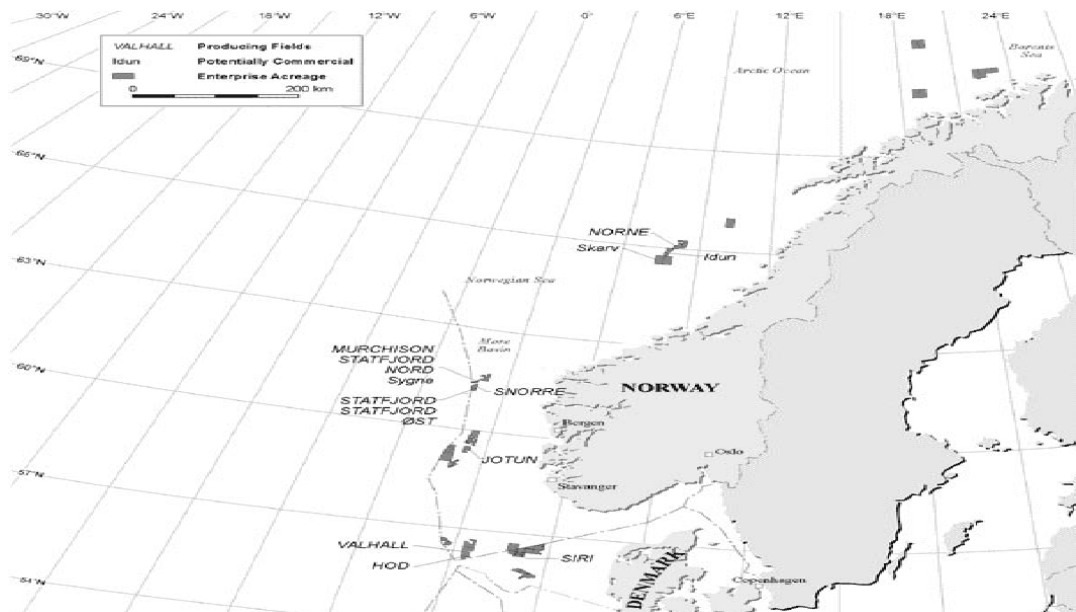 30°W 24°W 18°W 12°W 6°W 0° 6°E 12°E 18°E 24°E
VALHALL Producing Fields
Idun Potentially Commercial
Enterprise Acreage
0 200 km
Barents
Sea
Arctic Ocean
69°N
66°N
NORNE
Skarv
Idun
63°N
Norwegian Sea
More
Basin
MURCHISON
STATFJORD
NORD
Sygne
60°N
SNORRE
NORWAY
STATFJORD
STATFJORD
ØST
Bergen
JOTUN
Oslo
57°N
Stavanger
VALHALL
HOD
SIRI
DENMARK
Copenhagen
54°N